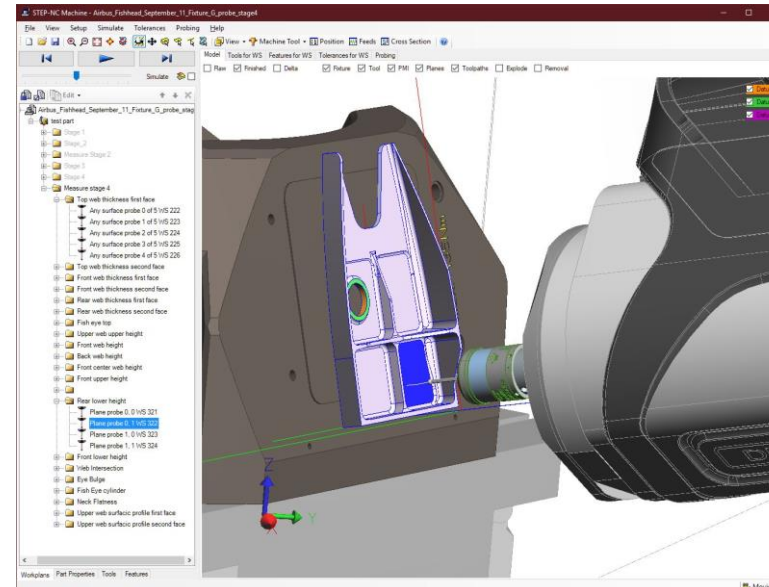 STEP-NC Machine - Airbus_Fishhead_September_11_Fixture_G_probe_stage4
File View Setup Simulate Tolerances Probing Help
View Machine Tool Position Feeds Cross Section
Simulate
Model Tools for WS Features for WS Tolerances for WS Probing
Raw Finished Delta Fixture Tool PMI Planes Toolpaths Explode Removal
Edit
Airbus_Fishhead_September_11_Fixture_G_probe_stag
test part
Stage 1
Stage_2
Measure Stage 2
Stage 3
Stage 4
Measure stage 4
Top web thickness first face
Any surface probe 0 of 5 WS 222
Any surface probe 1 of 5 WS 223
Any surface probe 2 of 5 WS 224
Any surface probe 3 of 5 WS 225
Any surface probe 4 of 5 WS 226
Top web thickness second face
Front web thickness first face
Front web thickness second face
Rear web thickness first face
Rear web thickness second face
Fish eye top
Upper web upper height
Front web height
Back web height
Front center web height
Front upper height
Rear lower height
Plane probe 0, 0 WS 321
Plane probe 0, 1 WS 322
Plane probe 1, 0 WS 323
Plane probe 1, 1 WS 324
Front lower height
Web Intersection
Eye Bulge
Fish Eye cylinder
Neck Flatness
Upper web surfacic profile first face
Upper web surfacic profile second face
Workplans Part Properties Tools Features
Datu
Datu
Datu
Z
Y
X